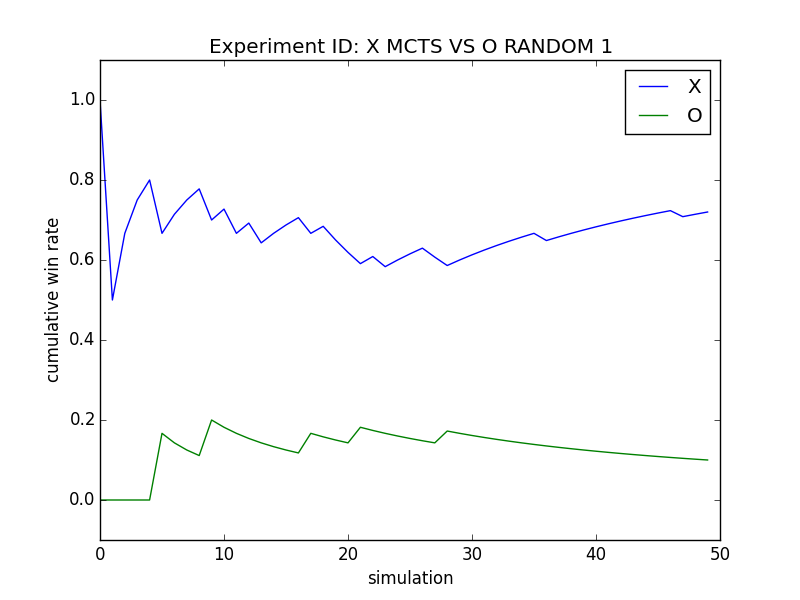 Experiment ID: X MCTS VS O RANDOM 1
X
O
1.0
0.8
0.6
0.4
0.2
0.0
cumulative win rate
0 10 20 30 40 50
simulation